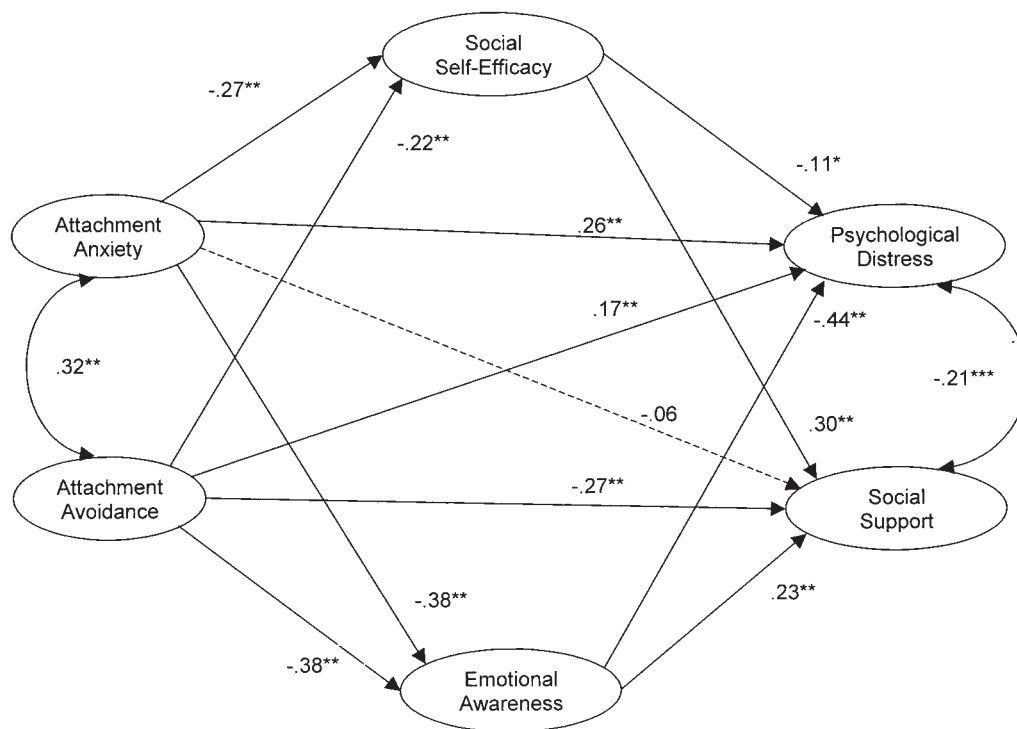 Social
Self-Efficacy
-.27**
-.22**
-.11*
Attachment
Anxiety
.26**
Psychological
Distress
.17**
-.44**
.32**
-.21***
-.06
.30**
Attachment
Avoidance
-.27**
Social
Support
-.38**
.23**
-.38**
Emotional
Awareness